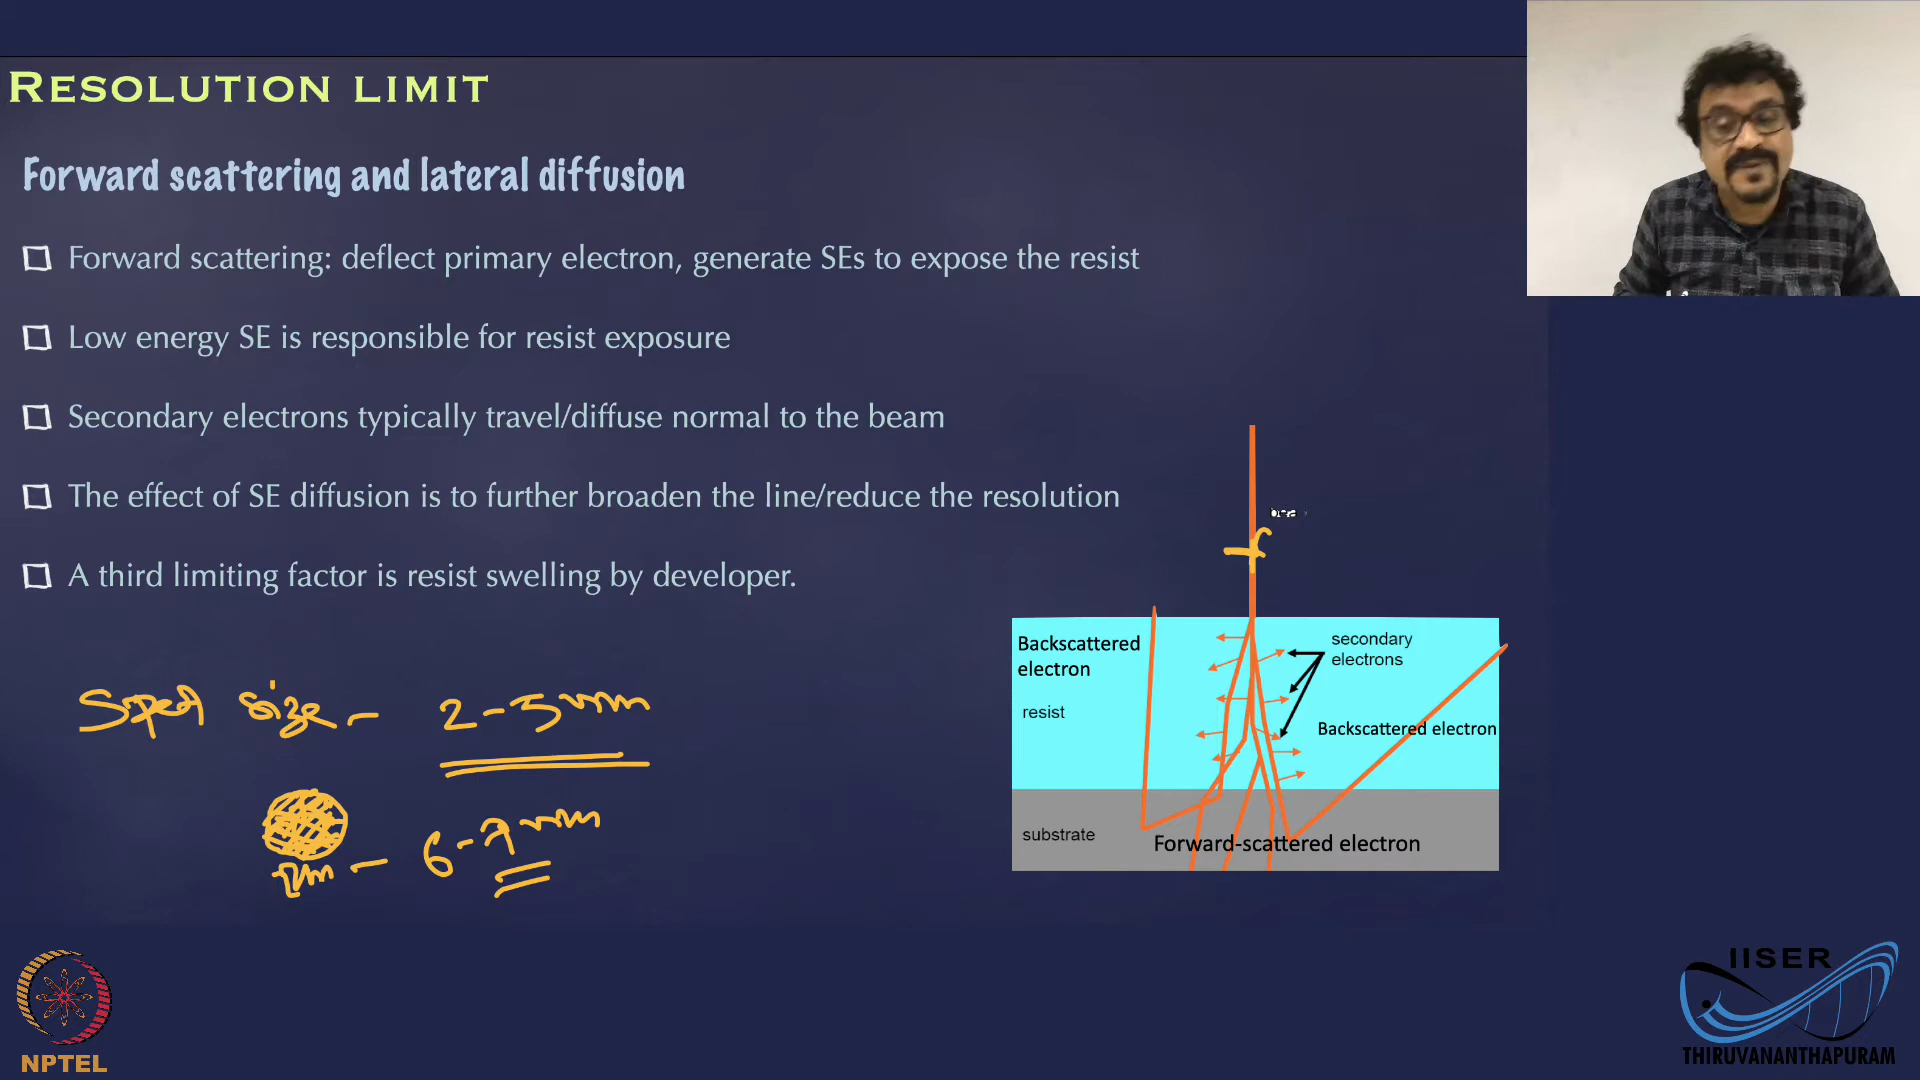 RESOLUTION LIMIT
Forward scattering and lateral diffusion
Forward scattering: deflect primary electron, generate SEs to expose the resist
Low energy SE is responsible for resist exposure
Secondary electrons typically travel/diffuse normal to the beam
The effect of SE diffusion is to further broaden the line/reduce the resolution
A third limiting factor is resist swelling by developer.
size - 2-5nm
6-7nm
Backscattered
electron
secondary
electrons
resist
Backscattered electron
substrate
Forward-scattered electron
NPTEL
IISER
THIRUVANANTHAPURAM